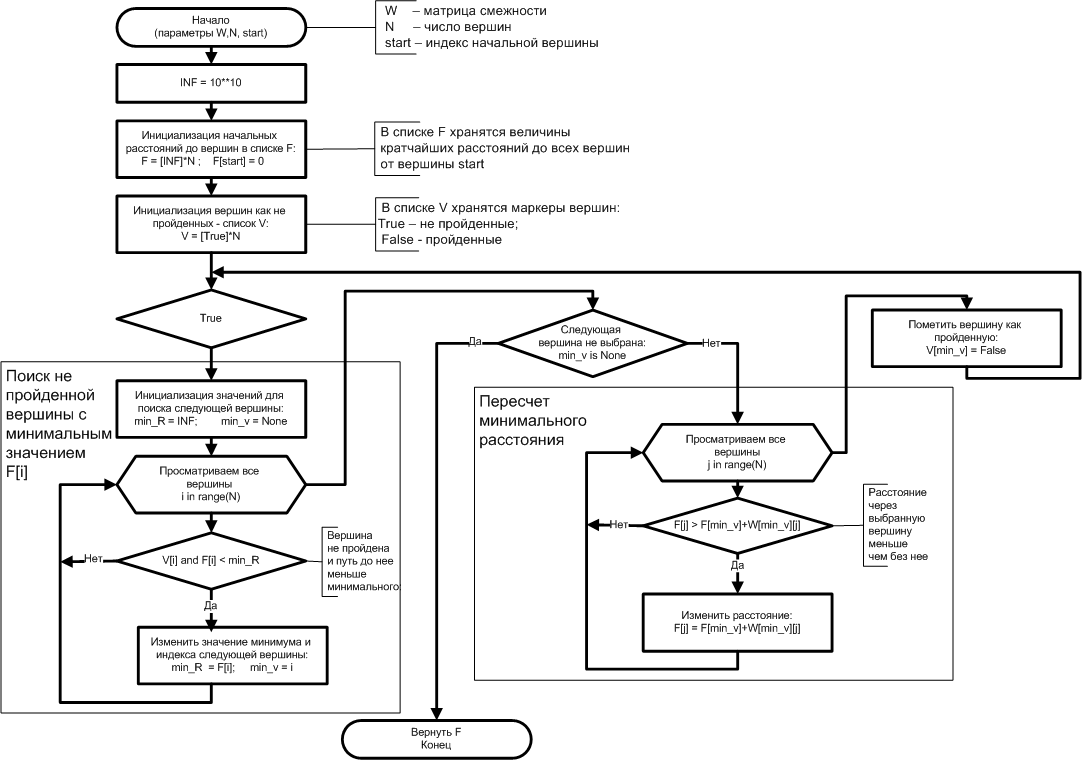 Начало
(параметры W,N, start)
W – матрица смежности
N – число вершин
start – индекс начальной вершины
INF = 10**10
Инициализация начальных
расстояний до вершин в списке F:
F = [INF]*N ; F[start] = 0
В списке F хранятся величины
кратчайших расстояний до всех вершин
от вершины start
Инициализация вершин как не
пройденных - список V:
V = [True]*N
В списке V хранятся маркеры вершин:
True – не пройденные;
False - пройденные
True
Поиск не
пройденной
вершины с
минимальным
значением
F[i]
Инициализация значений для
поиска следующей вершины:
min_R = INF; min_v = None
Просматриваем все
вершины
i in range(N)
V[i] and F[i] < min_R
Нет
Да
Вершина
не пройдена
и путь до нее
меньше
минимального
Изменить значение минимума и
индекса следующей вершины:
min_R = F[i]; min_v = i
Следующая
вершина не выбрана:
min_v is None
Да
Нет
Пересчет
минимального
расстояния
Просматриваем все
вершины
j in range(N)
F[j] > F[min_v]+W[min_v][j]
Нет
Да
Расстояние
через
выбранную
вершину
меньше
чем без нее
Изменить расстояние:
F[j] = F[min_v]+W[min_v][j]
Пометить вершину как
пройденную:
V[min_v] = False
Вернуть F
Конец